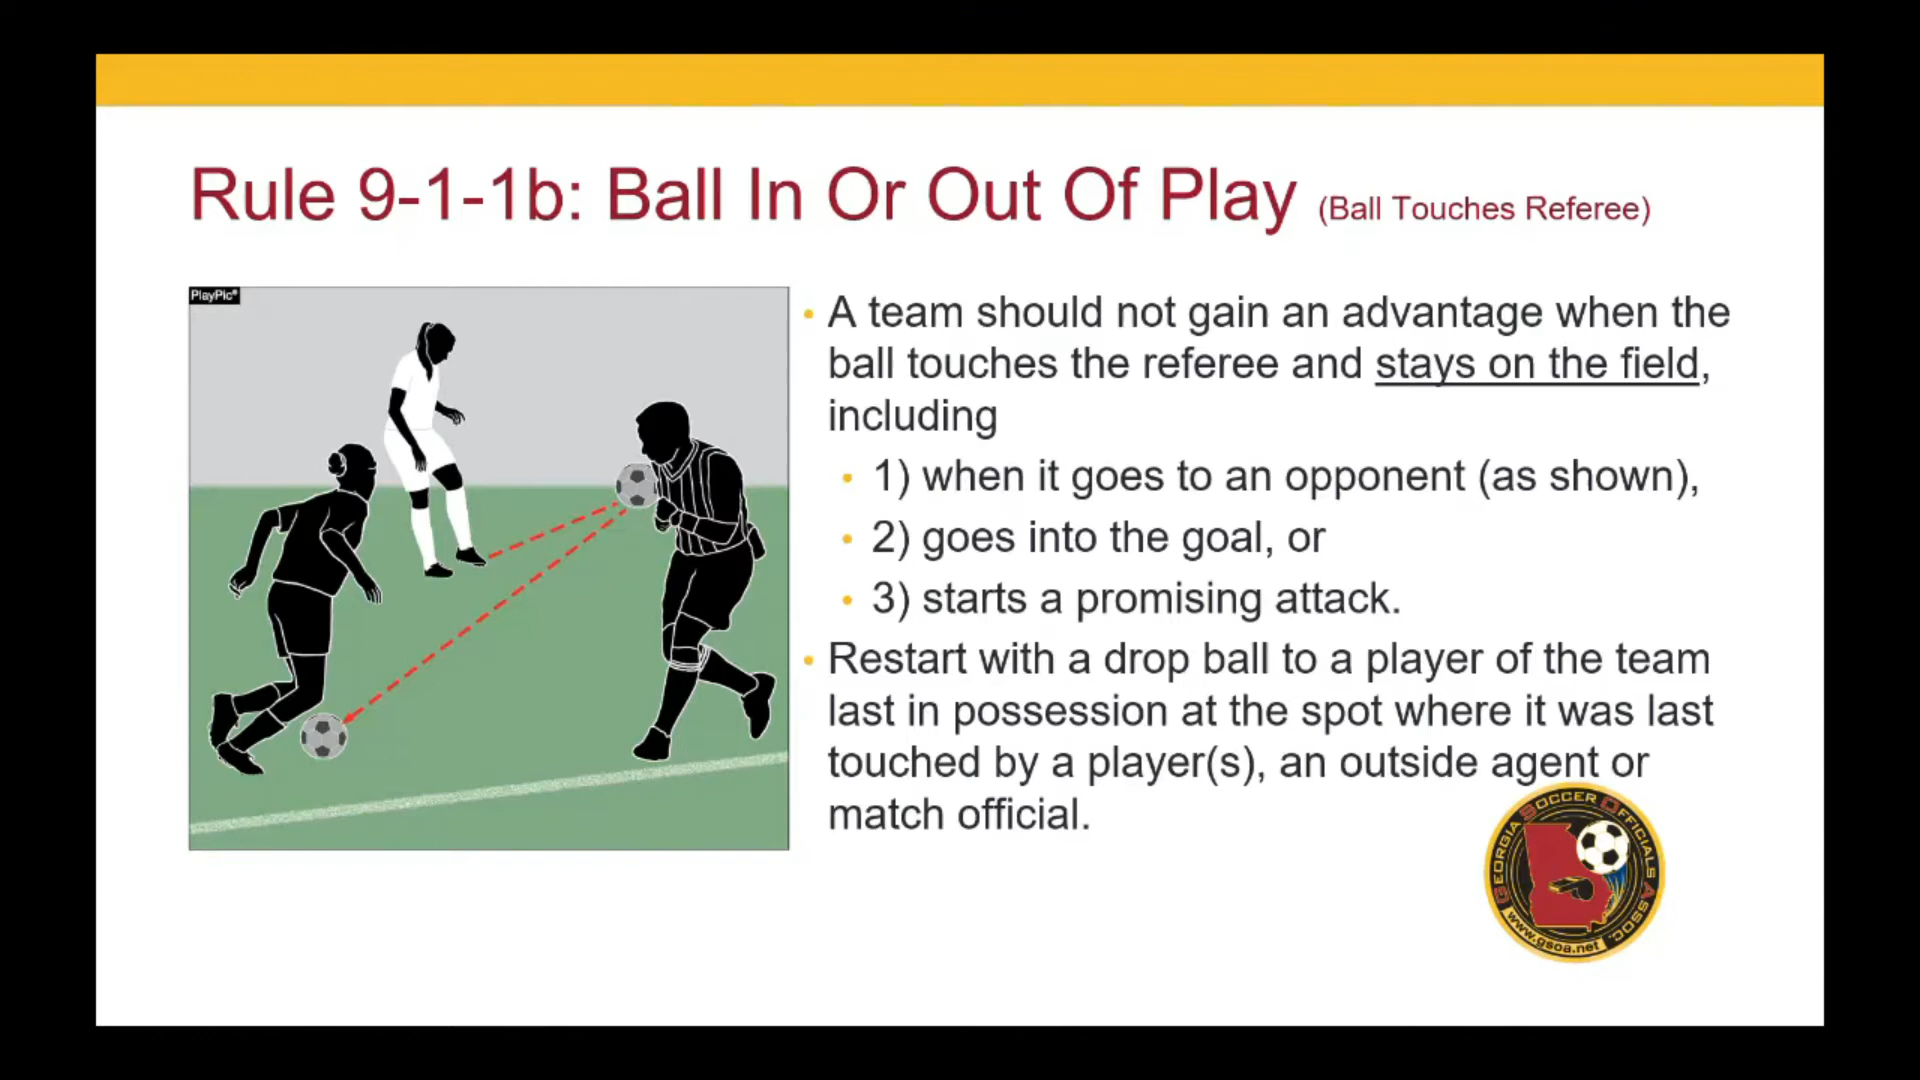 Rule 9-1-1b: Ball In Or Out Of Play (Ball Touches Referee)
PlayPic®
• A team should not gain an advantage when the
ball touches the referee and stays on the field,
including
• 1) when it goes to an opponent (as shown),
• 2) goes into the goal, or
• 3) starts a promising attack.
• Restart with a drop ball to a player of the team
last in possession at the spot where it was last
touched by a player(s), an outside agent or
match official.
GEORGIA SOCCER OFFICIALS ASSOC.
www.gsoa.net